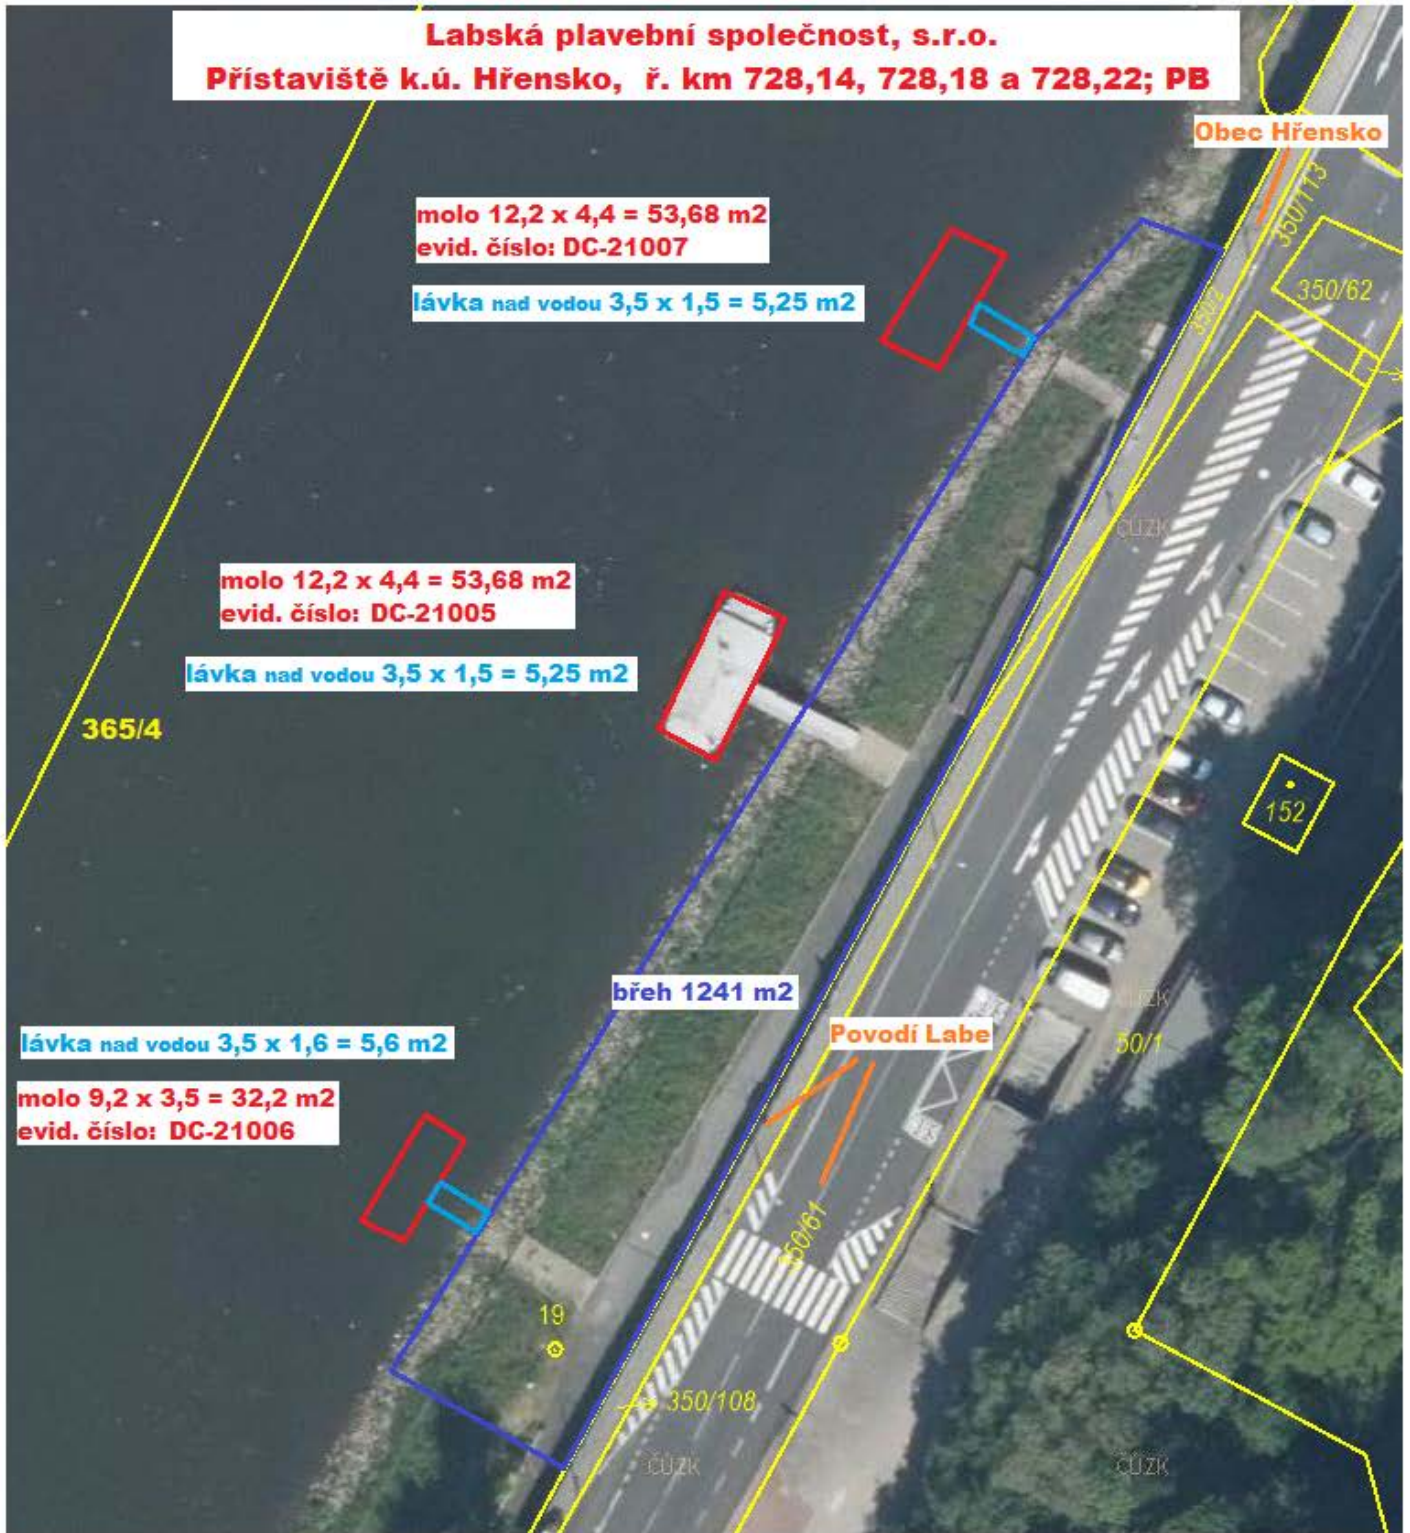 Labská plavební společnost, s.r.o.
Přístaviště k.ú. Hřensko, ř. km 728,14, 728,18 a 728,22; PB
Obec Hřensko
350/113
molo 12,2 x 4,4 = 53,68 m2
evid. číslo: DC-21007
lávka nad vodou 3,5 x 1,5 = 5,25 m2
350/62
350/2
ČÚZK
molo 12,2 x 4,4 = 53,68 m2
evid. číslo: DC-21005
lávka nad vodou 3,5 x 1,5 = 5,25 m2
365/4
152
břeh 1241 m2
ČÚZK
Povodí Labe
50/1
lávka nad vodou 3,5 x 1,6 = 5,6 m2
molo 9,2 x 3,5 = 32,2 m2
evid. číslo: DC-21006
350/61
19
350/108
ČÚZK
ČÚZK